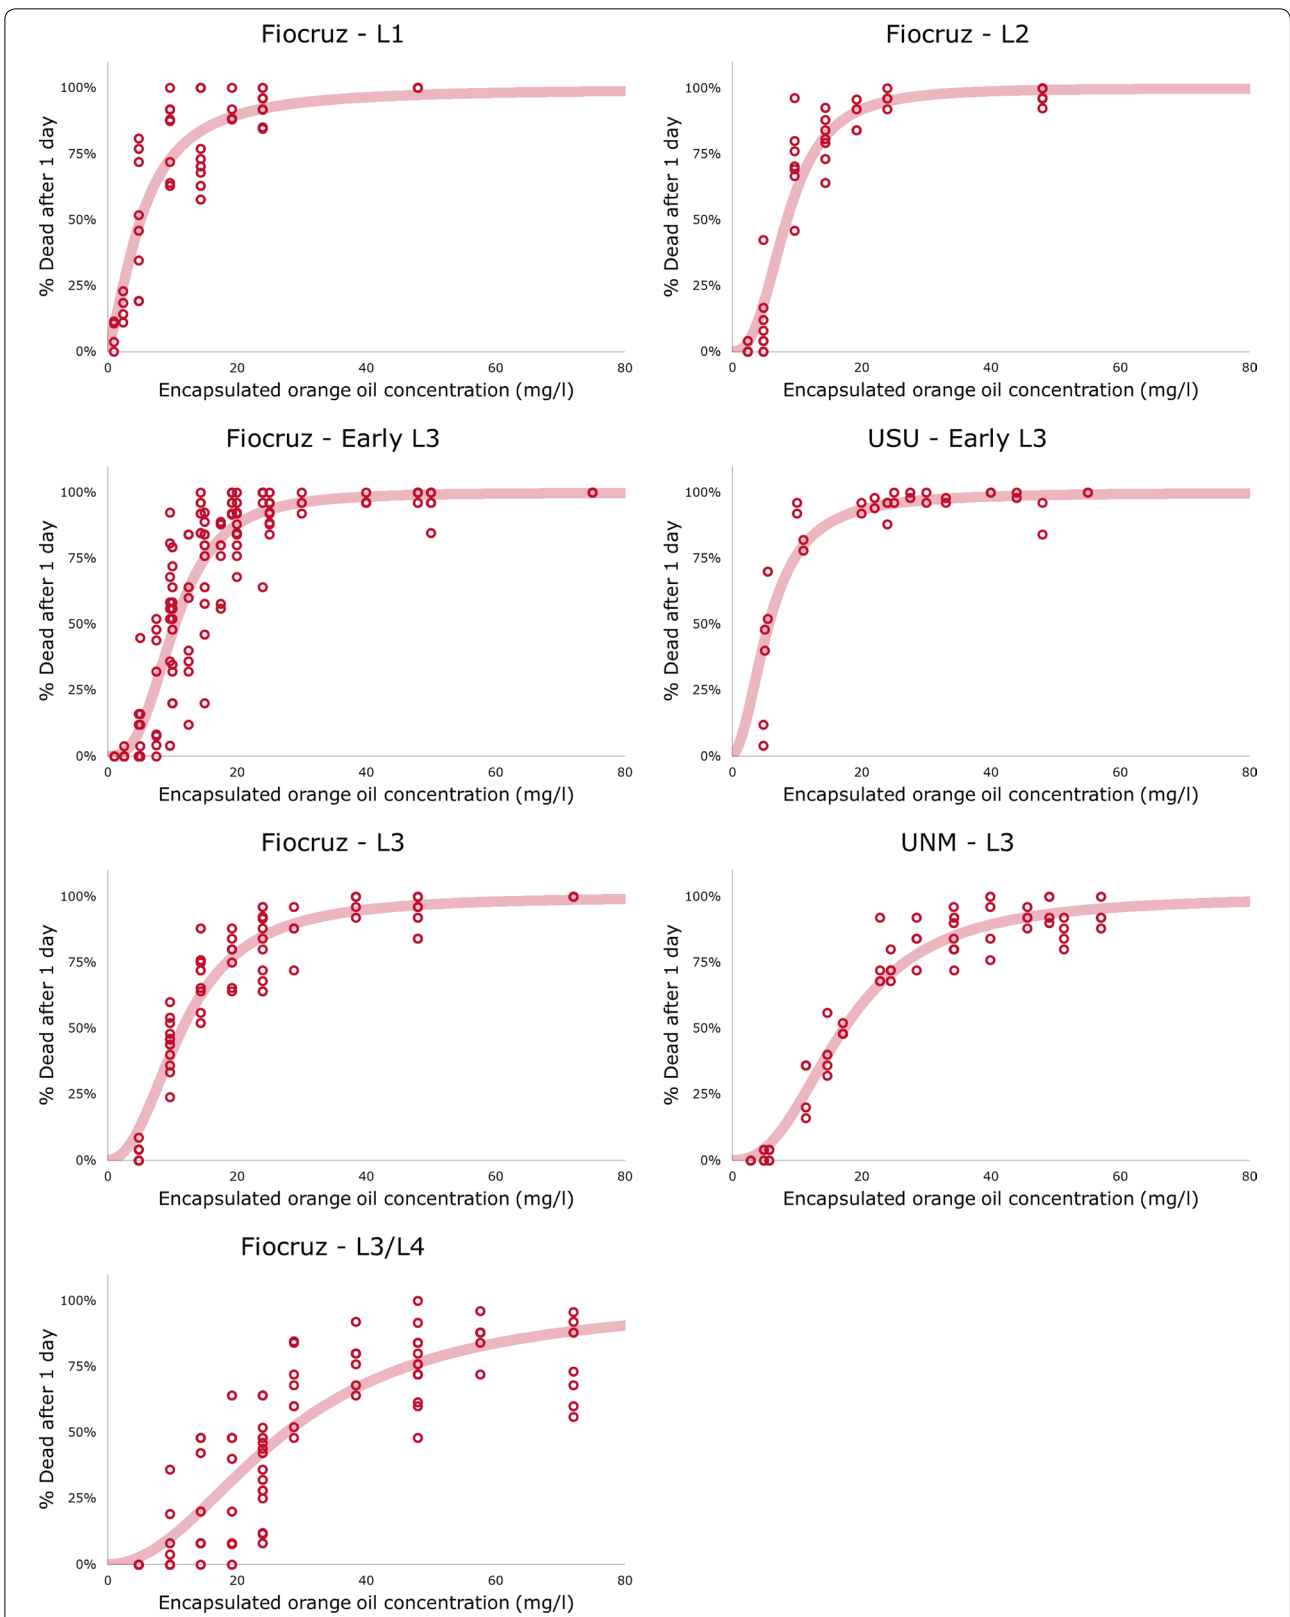 Fiocruz - L1
% Dead after 1 day
100%
75%
50%
25%
0%
0 20 40 60 80
Encapsulated orange oil concentration (mg/l)
Fiocruz - L2
% Dead after 1 day
100%
75%
50%
25%
0%
0 20 40 60 80
Encapsulated orange oil concentration (mg/l)
Fiocruz - Early L3
% Dead after 1 day
100%
75%
50%
25%
0%
0 20 40 60 80
Encapsulated orange oil concentration (mg/l)
USU - Early L3
% Dead after 1 day
100%
75%
50%
25%
0%
0 20 40 60 80
Encapsulated orange oil concentration (mg/l)
Fiocruz - L3
% Dead after 1 day
100%
75%
50%
25%
0%
0 20 40 60 80
Encapsulated orange oil concentration (mg/l)
UNM - L3
% Dead after 1 day
100%
75%
50%
25%
0%
0 20 40 60 80
Encapsulated orange oil concentration (mg/l)
Fiocruz - L3/L4
% Dead after 1 day
100%
75%
50%
25%
0%
0 20 40 60 80
Encapsulated orange oil concentration (mg/l)